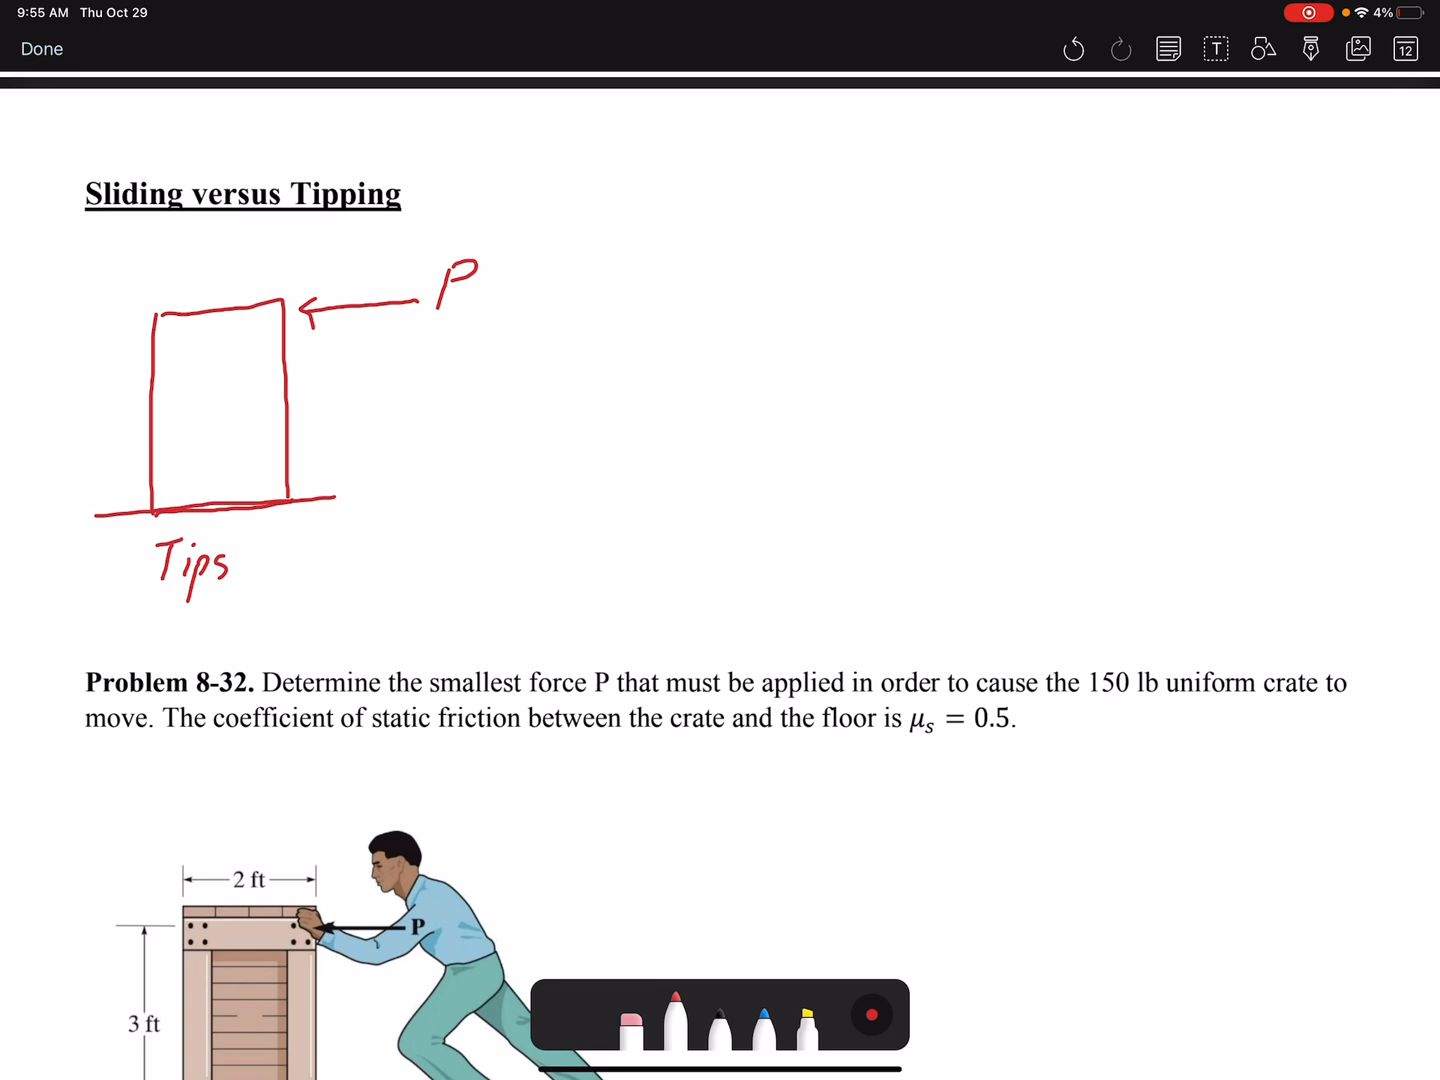 9:55 AM Thu Oct 29
4%
Done
T
12
Sliding versus Tipping
P
Tips
Problem 8-32. Determine the smallest force P that must be applied in order to cause the 150 lb uniform crate to
move. The coefficient of static friction between the crate and the floor is μₛ = 0.5.
2 ft
P
3 ft